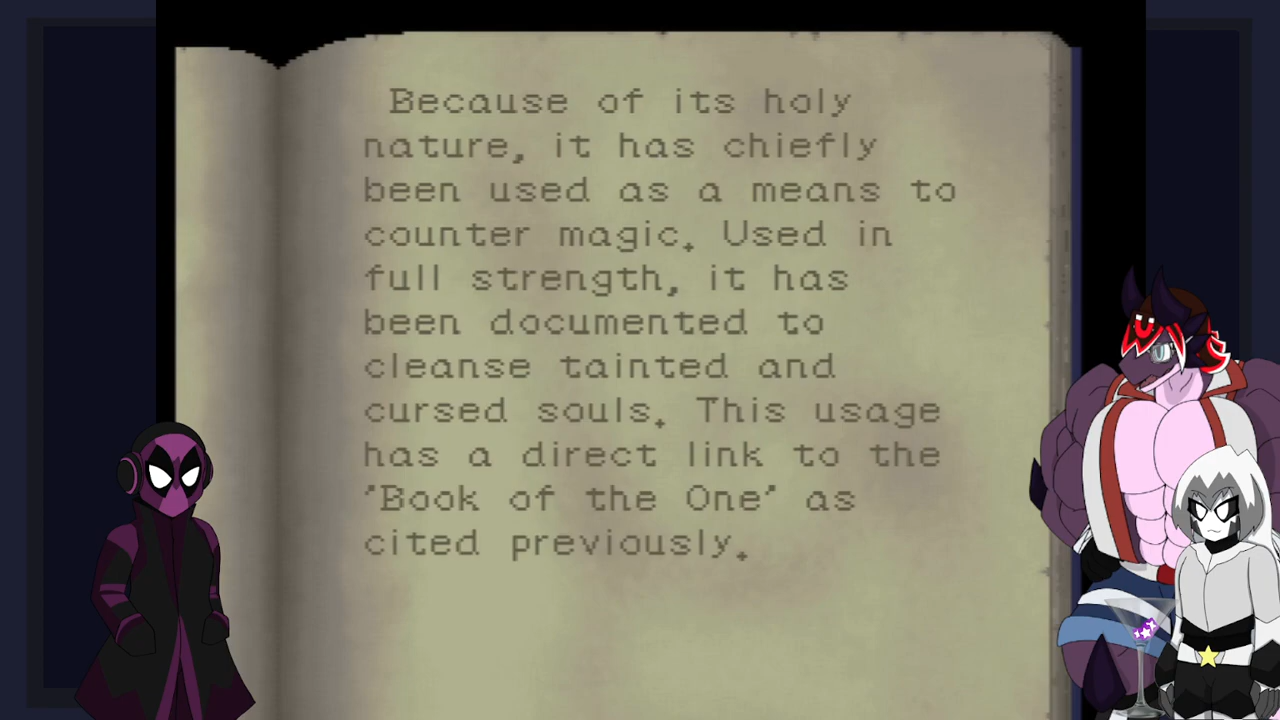 Because of its holy
nature, it has chiefly
been used as a means to
counter magic. Used in
full strength, it has
been documented to
cleanse tainted and
cursed souls. This usage
has a direct link to the
'Book of the One' as
cited previously.